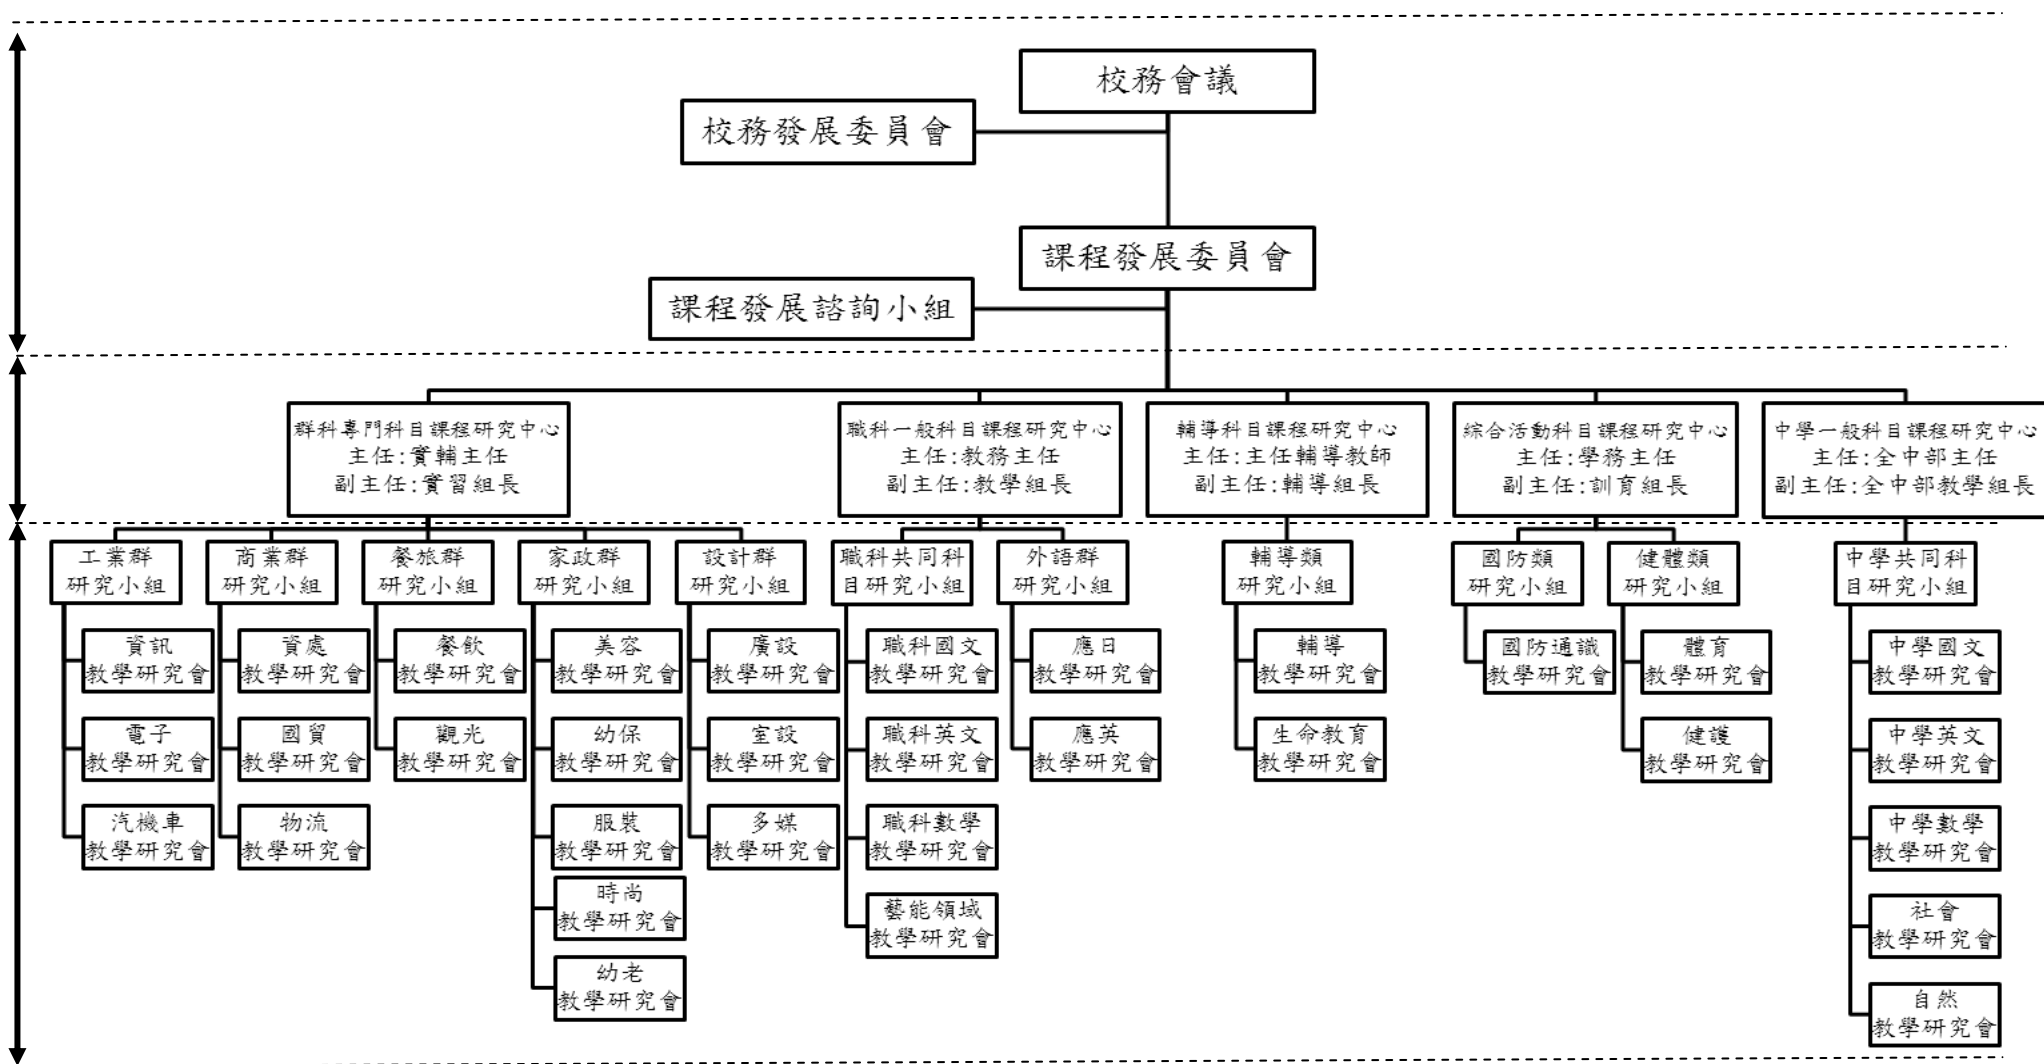 校務會議
校務發展委員會
課程發展委員會
課程發展諮詢小組
群科專門科目課程研究中心
主任:實輔主任
副主任:實習組長
職科一般科目課程研究中心
主任:教務主任
副主任:教學組長
輔導科目課程研究中心
主任:主任輔導教師
副主任:輔導組長
綜合活動科目課程研究中心
主任:學務主任
副主任:訓育組長
中學一般科目課程研究中心
主任:全中部主任
副主任:全中部教學組長
工業群
研究小組
商業群
研究小組
餐旅群
研究小組
家政群
研究小組
設計群
研究小組
職科共同科
目研究小組
外語群
研究小組
輔導類
研究小組
國防類
研究小組
健體類
研究小組
中學共同科
目研究小組
資訊
教學研究會
資處
教學研究會
餐飲
教學研究會
美容
教學研究會
廣設
教學研究會
職科國文
教學研究會
應日
教學研究會
輔導
教學研究會
國防通識
教學研究會
體育
教學研究會
中學國文
教學研究會
電子
教學研究會
國貿
教學研究會
觀光
教學研究會
幼保
教學研究會
室設
教學研究會
職科英文
教學研究會
應英
教學研究會
生命教育
教學研究會
健護
教學研究會
中學英文
教學研究會
汽機車
教學研究會
物流
教學研究會
服裝
教學研究會
多媒
教學研究會
職科數學
教學研究會
中學數學
教學研究會
時尚
教學研究會
藝能領域
教學研究會
社會
教學研究會
幼老
教學研究會
自然
教學研究會